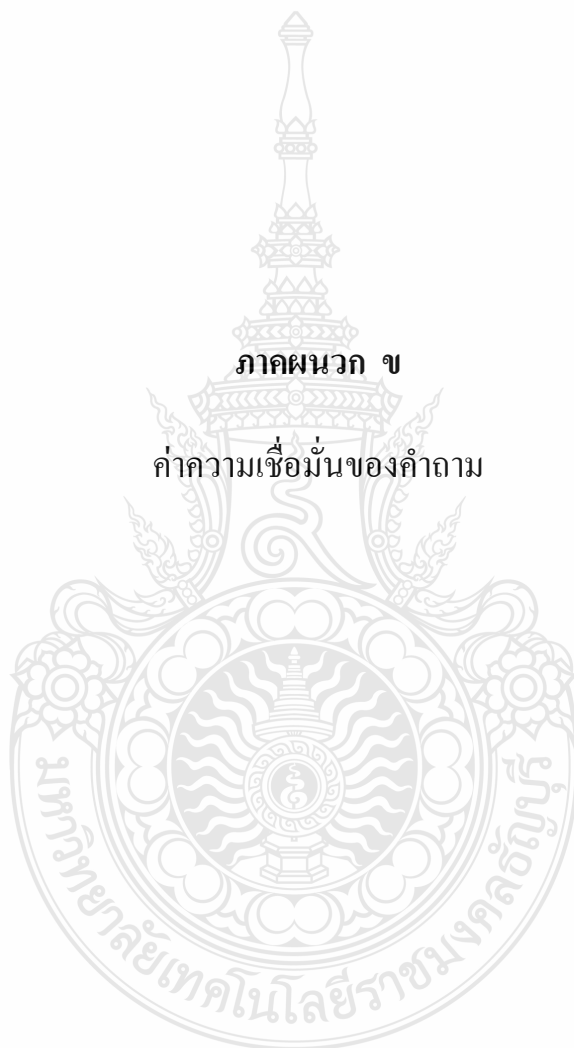 ภาคผนวก ข
ค่าความเชื่อมั่นของคำถาม
มหาวิทยาลัยเทคโนโลยีราชมงคลธัญบุรี